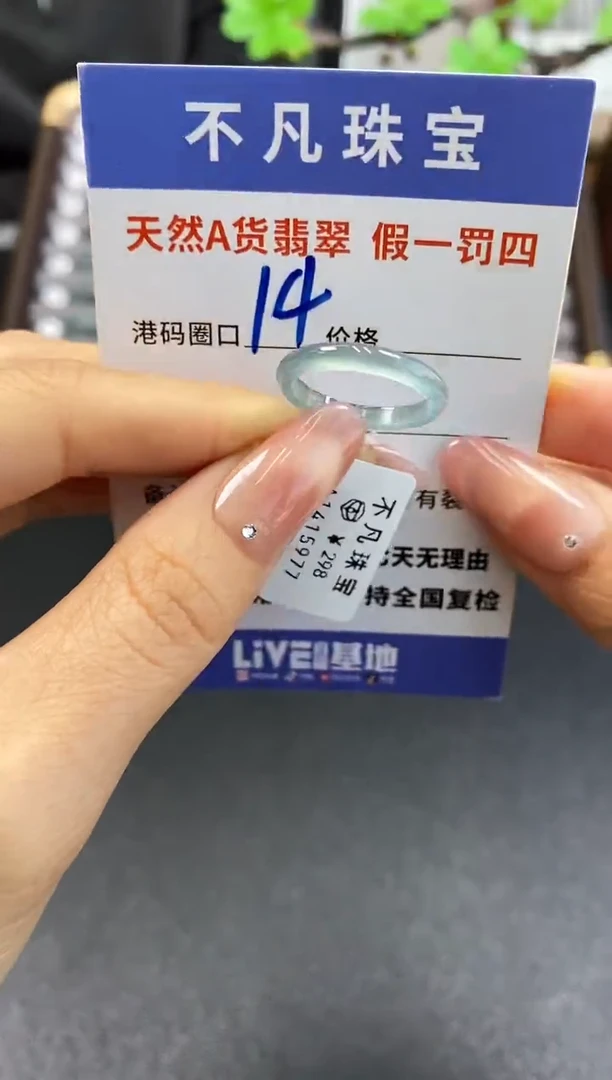 不凡珠宝
天然A货翡翠 假一罚四
港码圈口 14 价格
有裂
天无理由
持全国复检
不凡珠宝
¥298
11415977
LiVE 基地